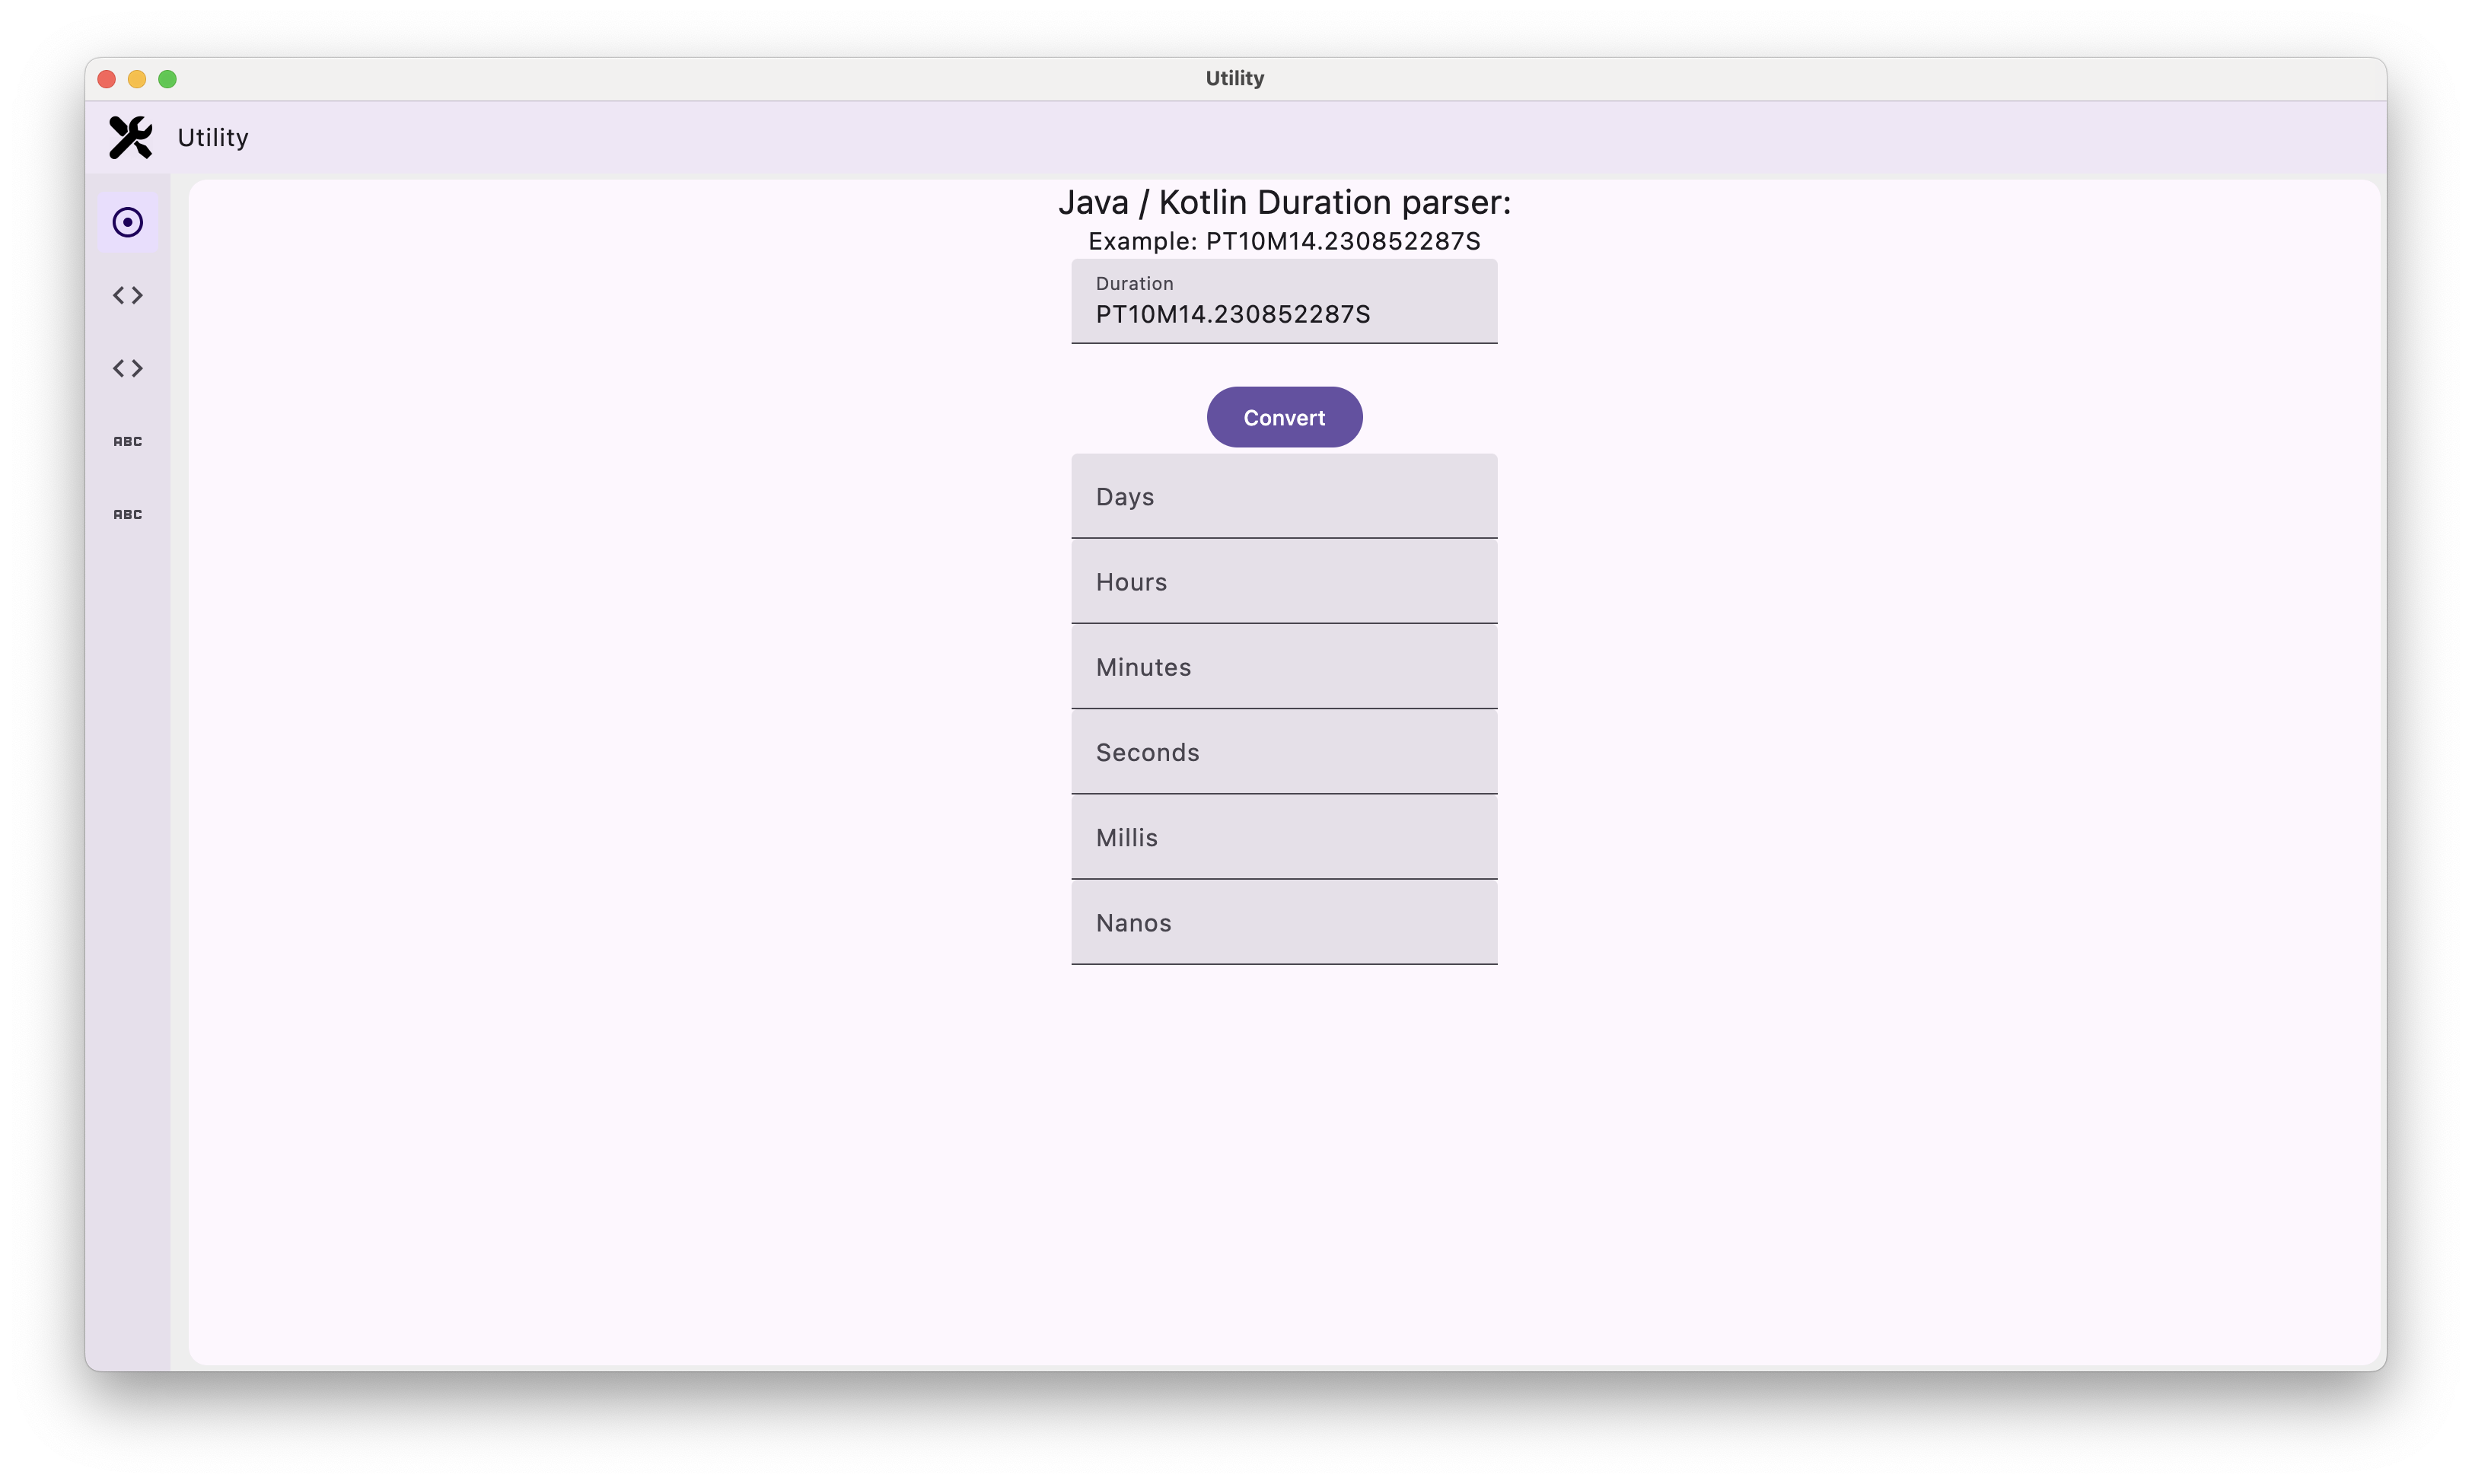 Utility
Utility
Java / Kotlin Duration parser:
Example: PT10M14.230852287S
Duration
PT10M14.230852287S
Convert
ABC
Days
ABC
Hours
Minutes
Seconds
Millis
Nanos